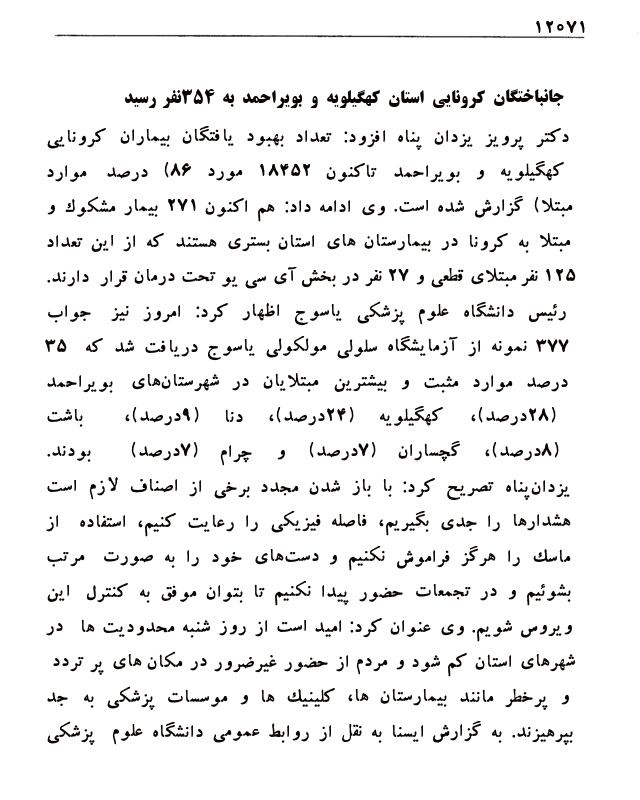 ۱۲۰۷۱
جانباختگان کرونایی استان کهگیلویه و بویراحمد به ۳۵۴نفر رسید
دکتر پرویز یزدان پناه افزود: تعداد بهبود یافتگان بیماران کرونایی
کهگیلویه و بویراحمد تاکنون ۱۸۴۵۲ مورد ۸۶) درصد موارد
مبتلا) گزارش شده است. وی ادامه داد: هم اکنون ۲۷۱ بیمار مشکوك و
مبتلا به کرونا در بیمارستان های استان بستری هستند که از این تعداد
۱۲۵ نفر مبتلای قطعی و ۲۷ نفر در بخش آی سی یو تحت درمان قرار دارند.
رئیس دانشگاه علوم پزشکی یاسوج اظهار کرد: امروز نیز جواب
۳۷۷ نمونه از آزمایشگاه سلولی مولکولی یاسوج دریافت شد که ۳۵
درصد موارد مثبت و بیشترین مبتلایان در شهرستان‌های بویراحمد
(۲۸درصد)، کهگیلویه (۲۴درصد)، دنا (۹درصد)، باشت
(۸درصد)، گچساران (۷درصد) و چرام (۷درصد) بودند.
یزدان‌پناه تصریح کرد: با باز شدن مجدد برخی از اصناف لازم است
هشدارها را جدی بگیریم، فاصله فیزیکی را رعایت کنیم، استفاده از
ماسك را هرگز فراموش نکنیم و دست‌های خود را به صورت مرتب
بشوئیم و در تجمعات حضور پیدا نکنیم تا بتوان موفق به کنترل این
ویروس شویم. وی عنوان کرد: امید است از روز شنبه محدودیت ها در
شهرهای استان کم شود و مردم از حضور غیرضرور در مکان های پر تردد
و پرخطر مانند بیمارستان ها، کلینیك ها و موسسات پزشکی به جد
بپرهیزند. به گزارش ایسنا به نقل از روابط عمومی دانشگاه علوم پزشکی